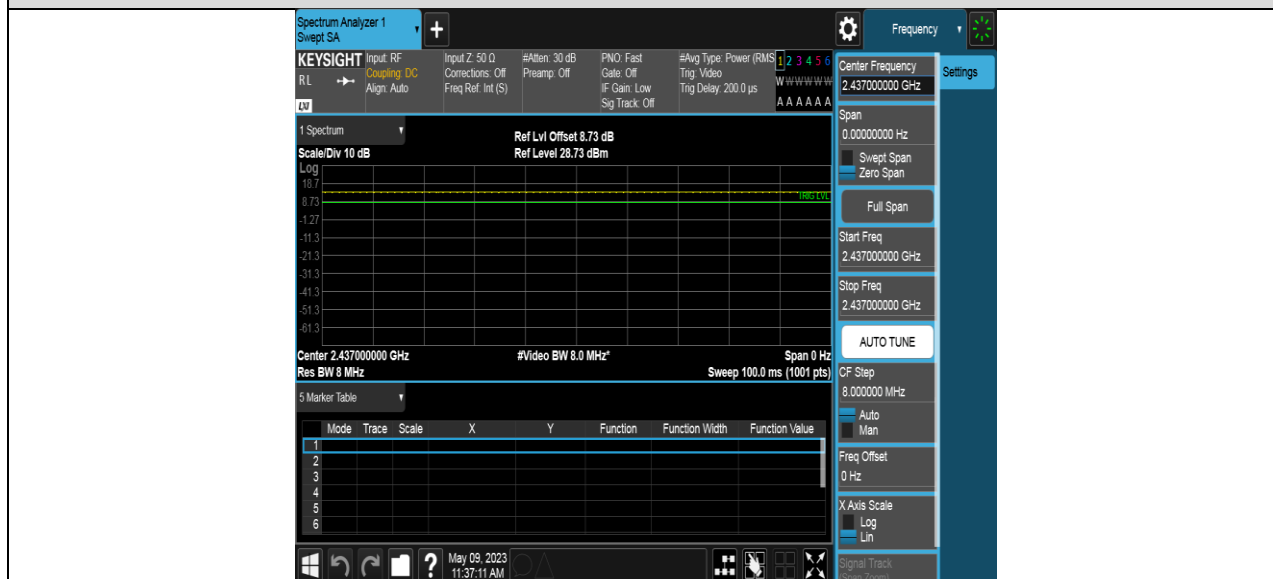 Spectrum Analyzer 1
Swept SA
+
Frequency
KEYSIGHT
RL
LXI
Input: RF
Coupling: DC
Align: Auto
Input Z: 50 Ω
Corrections: Off
Freq Ref: Int (S)
#Atten: 30 dB
Preamp: Off
PNO: Fast
Gate: Off
IF Gain: Low
Sig Track: Off
#Avg Type: Power (RMS
Trig: Video
Trig Delay: 200.0 µs
1 2 3 4 5 6
W W W W W W
A A A A A A
Center Frequency
2.437000000 GHz
Settings
Span
0.00000000 Hz
Swept Span
Zero Span
Full Span
Start Freq
2.437000000 GHz
Stop Freq
2.437000000 GHz
AUTO TUNE
CF Step
8.000000 MHz
Auto
Man
Freq Offset
0 Hz
X Axis Scale
Log
Lin
Signal Track
(Span Zoom)
1 Spectrum
Scale/Div 10 dB
Ref Lvl Offset 8.73 dB
Ref Level 28.73 dBm
Log
18.7
8.73
-1.27
-11.3
-21.3
-31.3
-41.3
-51.3
-61.3
TRIG LVL
Center 2.437000000 GHz
#Video BW 8.0 MHz*
Span 0 Hz
Res BW 8 MHz
Sweep 100.0 ms (1001 pts)
5 Marker Table
Mode Trace Scale X Y Function Function Width Function Value
1
2
3
4
5
6
?
May 09, 2023
11:37:11 AM